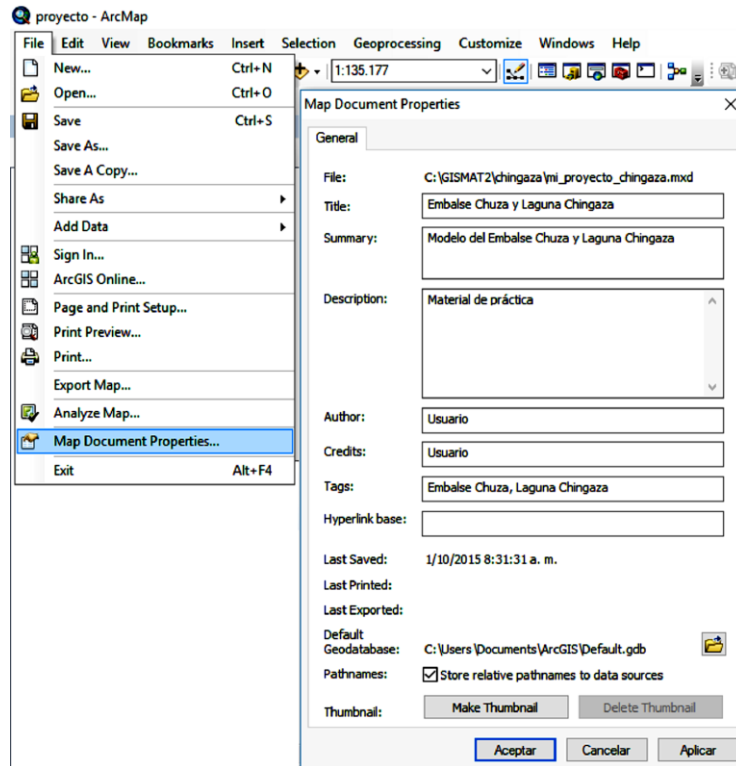 proyecto - ArcMap
File Edit View Bookmarks Insert Selection Geoprocessing Customize Windows Help
New... Ctrl+N
1:135.177
Open... Ctrl+O
Save Ctrl+S
Save As...
Save A Copy...
Share As
Add Data
Sign In...
ArcGIS Online...
Page and Print Setup...
Print Preview...
Print...
Export Map...
Analyze Map...
Map Document Properties...
Exit Alt+F4
Map Document Properties
General
File: C:\GISMAT2\chingaza\mi_proyecto_chingaza.mxd
Title: Embalse Chuza y Laguna Chingaza
Summary: Modelo del Embalse Chuza y Laguna Chingaza
Description: Material de práctica
Author: Usuario
Credits: Usuario
Tags: Embalse Chuza, Laguna Chingaza
Hyperlink base:
Last Saved: 1/10/2015 8:31:31 a. m.
Last Printed:
Last Exported:
Default
Geodatabase: C:\Users\Documents\ArcGIS\Default.gdb
Pathnames: Store relative pathnames to data sources
Thumbnail: Make Thumbnail Delete Thumbnail
Aceptar Cancelar Aplicar